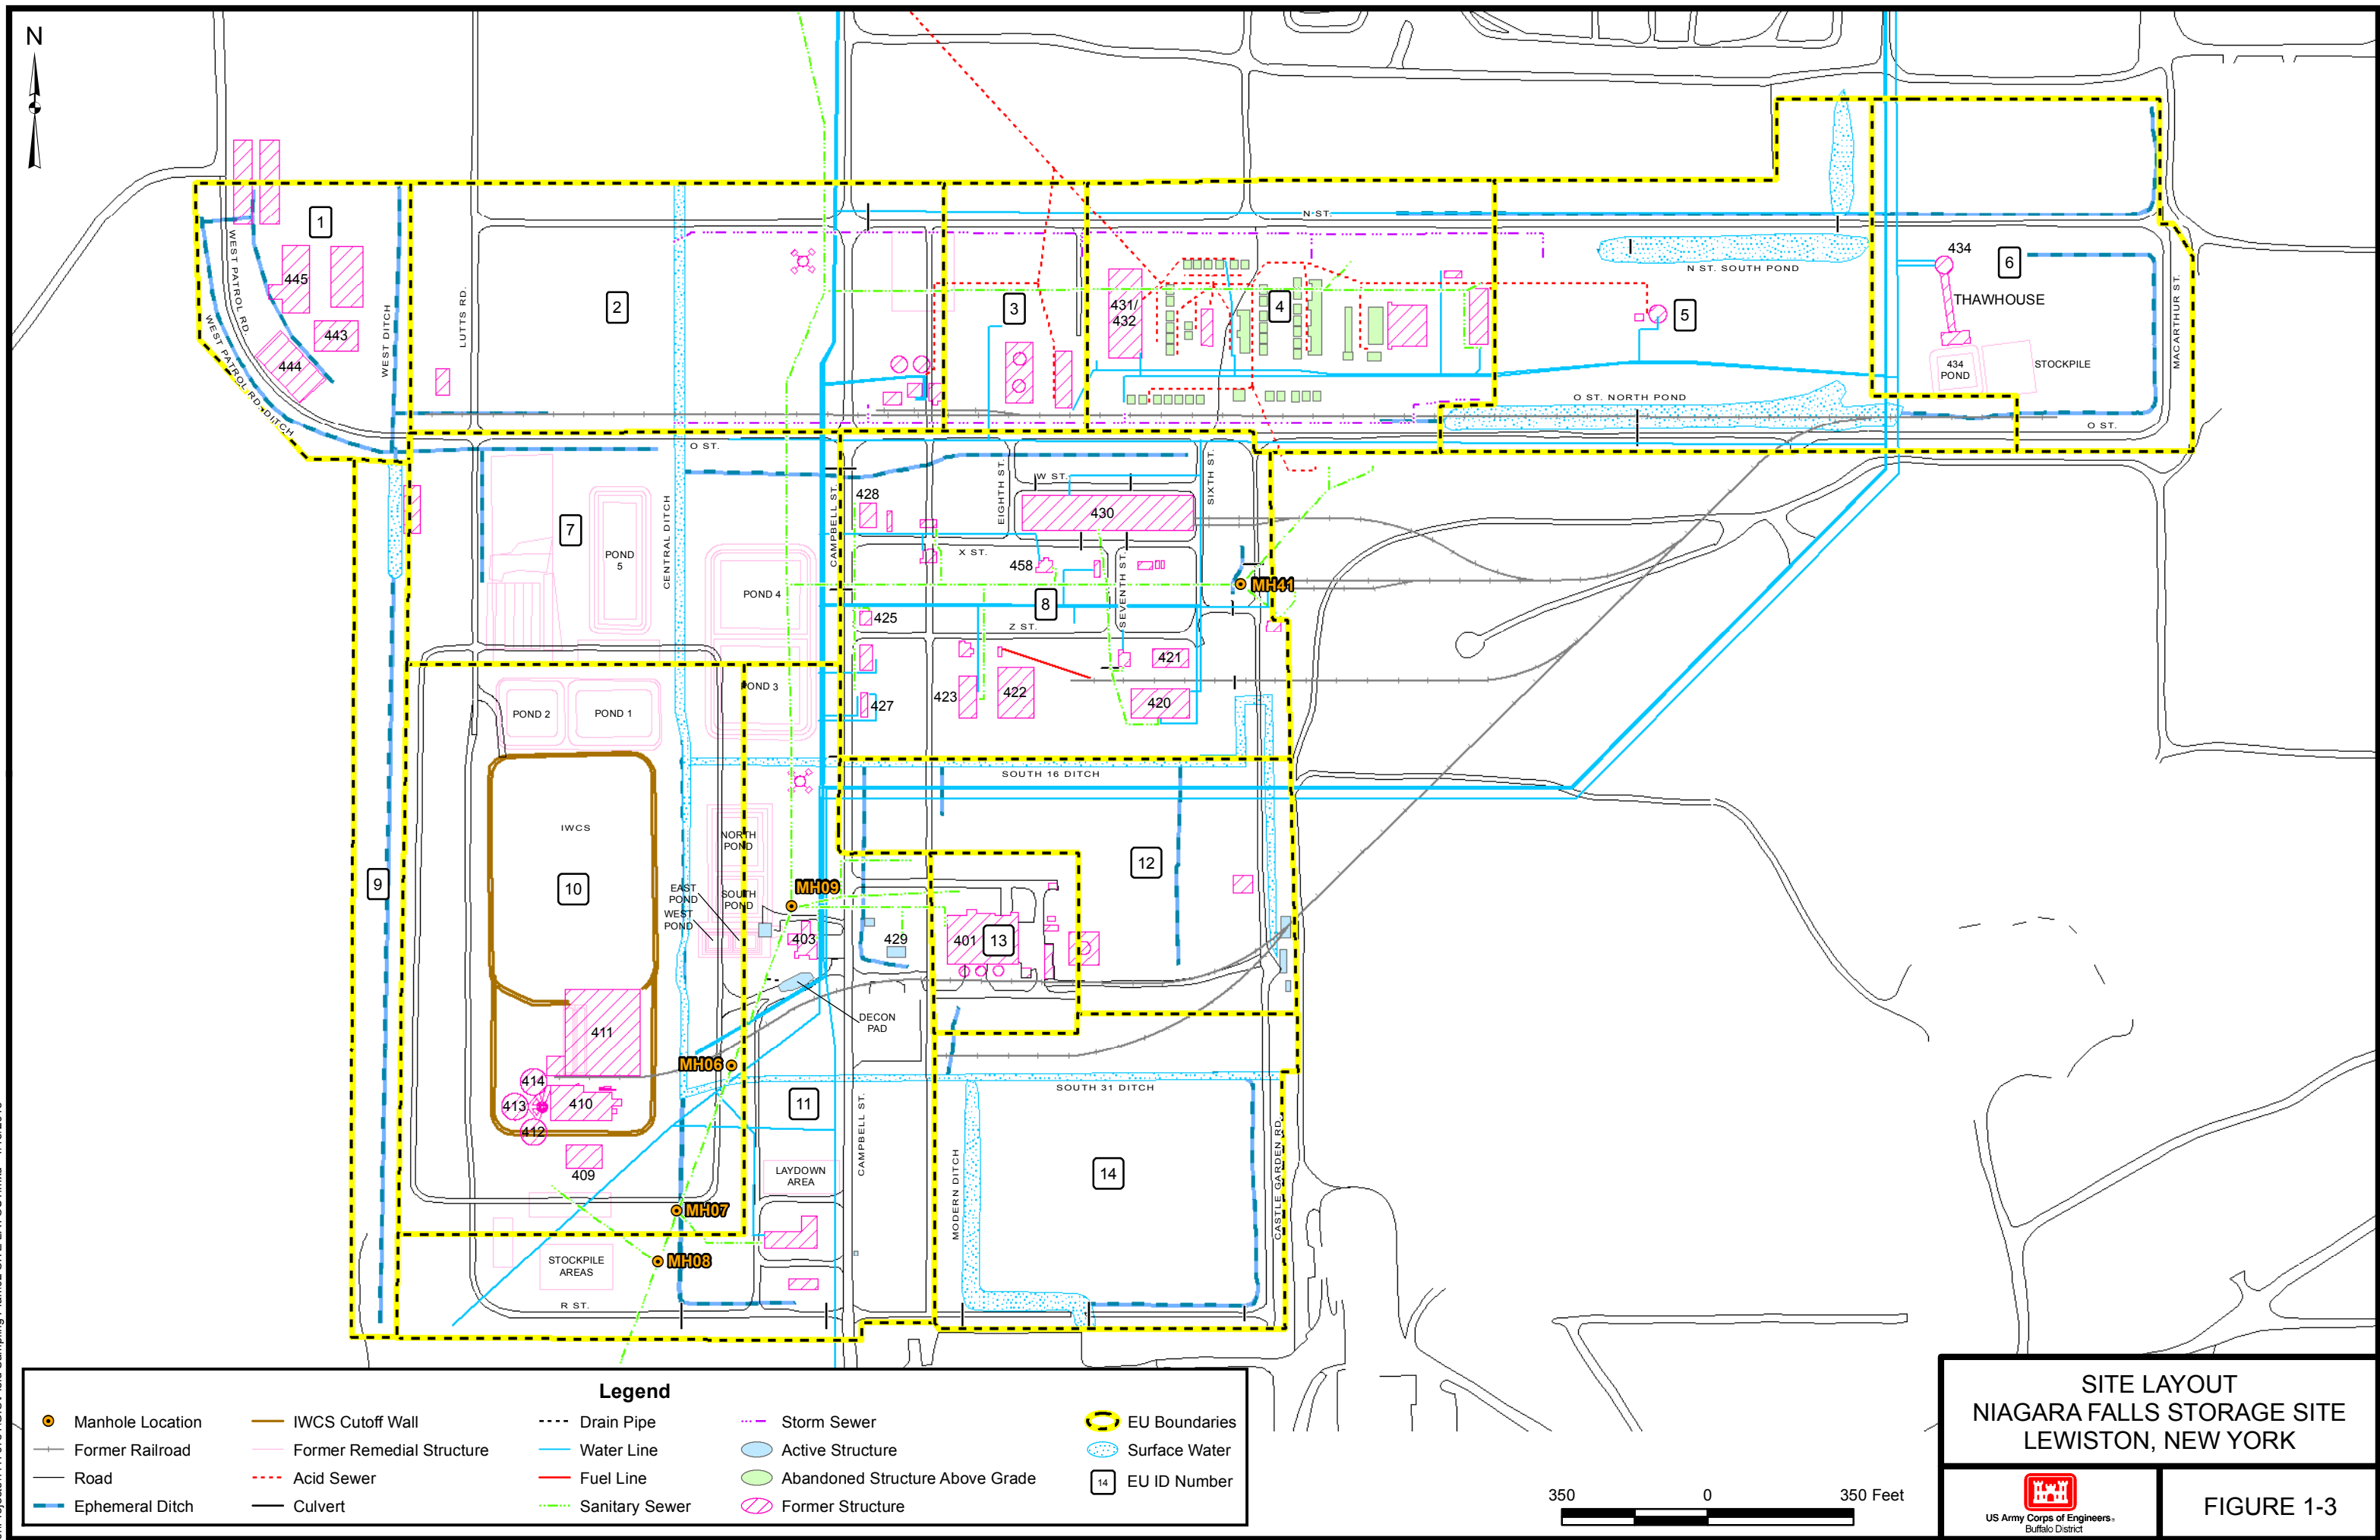 N
1
445
443
444
WEST PATROL RD.
WEST PATROL RD. DITCH
WEST DITCH
LUTTS RD.
2
3
431/
432
4
N ST.
N ST. SOUTH POND
5
434
6
THAWHOUSE
434
POND
STOCKPILE
MACARTHUR ST.
O ST. NORTH POND
O ST.
O ST.
7
POND
5
CENTRAL DITCH
CAMPBELL ST.
POND 4
POND 3
428
EIGHTH ST.
W ST.
430
SIXTH ST.
X ST.
458
SEVENTH ST.
MH41
8
425
Z ST.
421
423
422
420
427
POND 2
POND 1
SOUTH 16 DITCH
IWCS
NORTH
POND
12
9
10
EAST
POND
WEST
POND
SOUTH
POND
MH09
403
429
401
13
DECON
PAD
411
MH06
414
413
410
412
11
SOUTH 31 DITCH
409
LAYDOWN
AREA
CAMPBELL ST.
MODERN DITCH
14
CASTLE GARDEN RD.
MH07
MH08
STOCKPILE
AREAS
R ST.
Legend
Manhole Location
Former Railroad
Road
Ephemeral Ditch
IWCS Cutoff Wall
Former Remedial Structure
Acid Sewer
Culvert
Drain Pipe
Water Line
Fuel Line
Sanitary Sewer
Storm Sewer
Active Structure
Abandoned Structure Above Grade
Former Structure
EU Boundaries
Surface Water
14
EU ID Number
350 0 350 Feet
SITE LAYOUT
NIAGARA FALLS STORAGE SITE
LEWISTON, NEW YORK
US Army Corps of Engineers®
Buffalo District
FIGURE 1-3